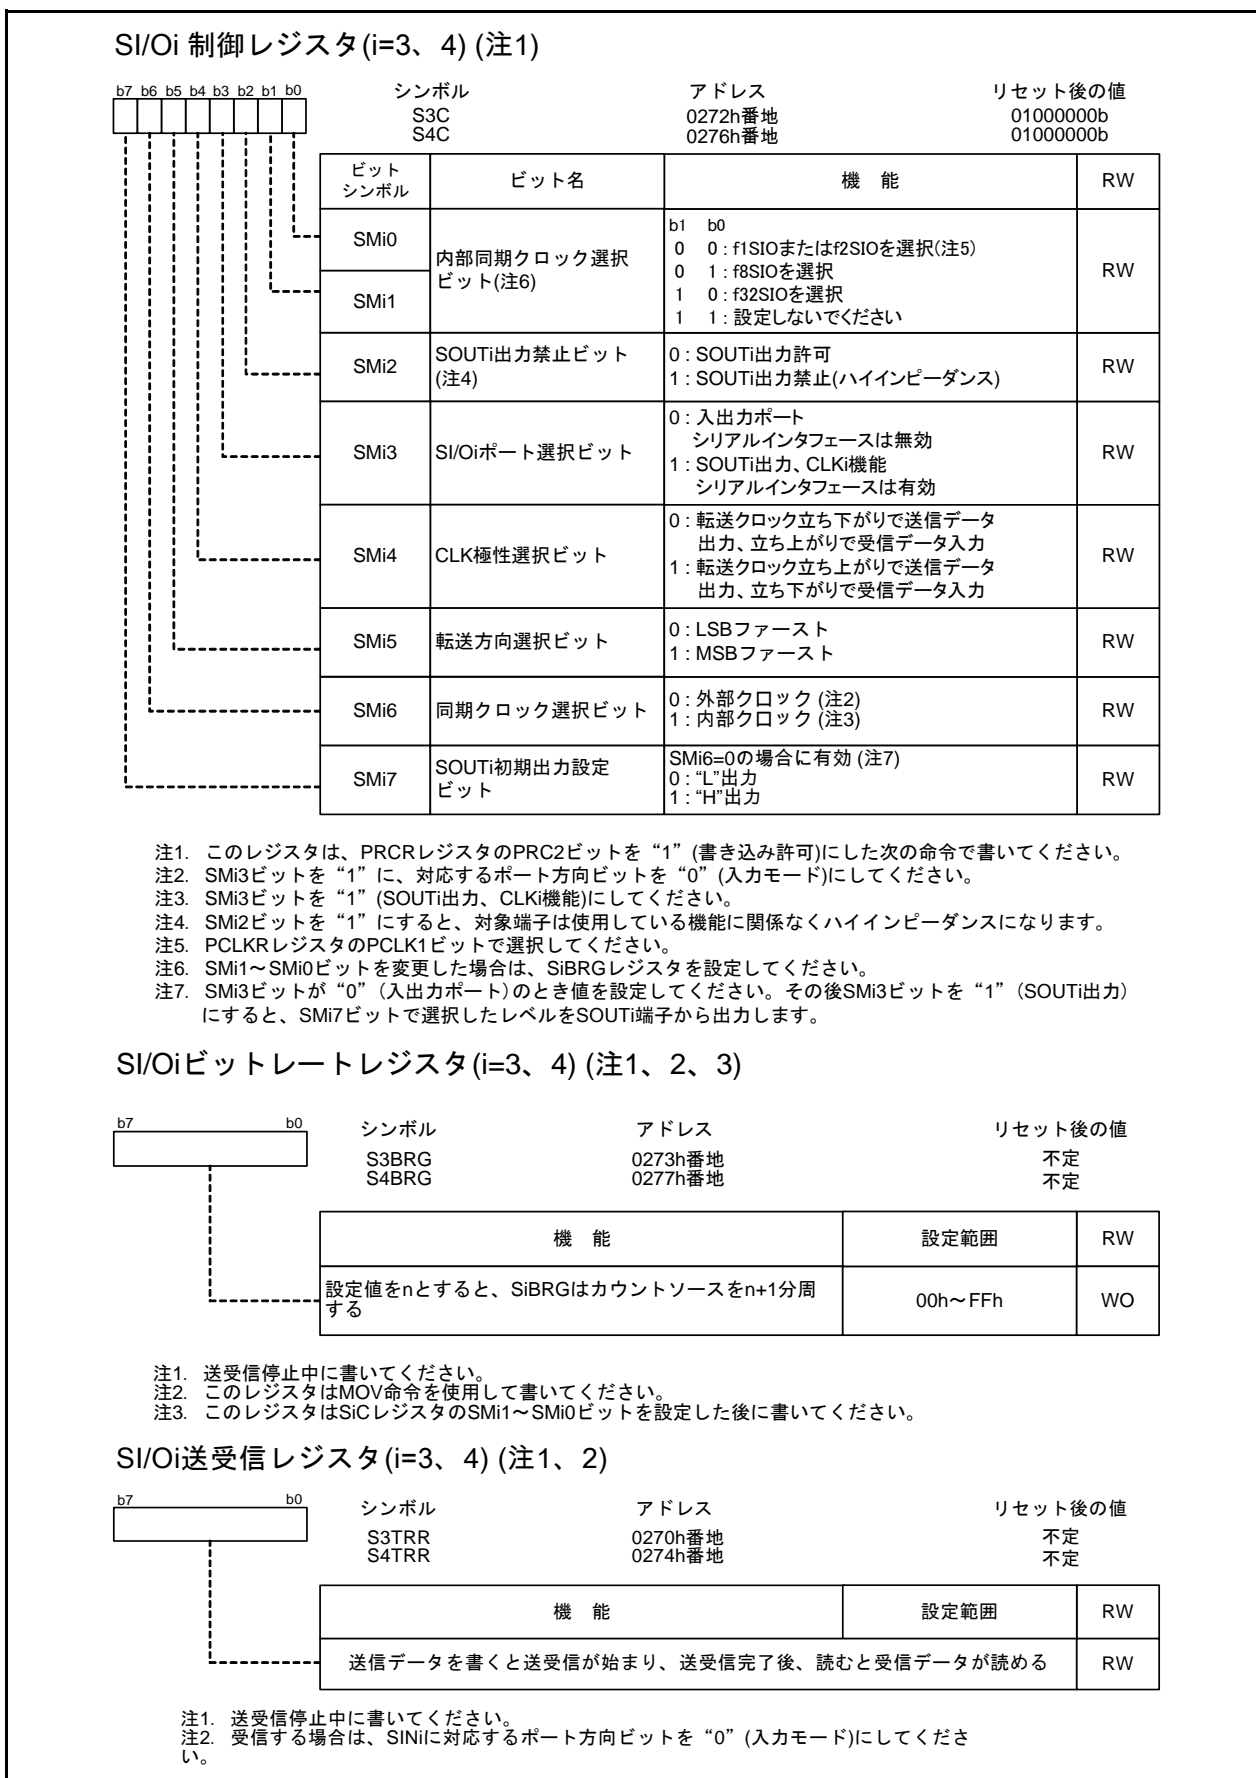 SI/Oi 制御レジスタ(i=3、4) (注1)
b7 b6 b5 b4 b3 b2 b1 b0
シンボル アドレス リセット後の値
S3C 0272h番地 01000000b
S4C 0276h番地 01000000b
ビット シンボル ビット名 機 能 RW
SMi0
SMi1
内部同期クロック選択
ビット(注6)
b1 b0
0 0 : f1SIOまたはf2SIOを選択(注5)
0 1 : f8SIOを選択
1 0 : f32SIOを選択
1 1 : 設定しないでください
RW
SMi2
SOUTi出力禁止ビット
(注4)
0 : SOUTi出力許可
1 : SOUTi出力禁止(ハイインピーダンス)
RW
SMi3
SI/Oiポート選択ビット
0 : 入出力ポート
シリアルインタフェースは無効
1 : SOUTi出力、CLKi機能
シリアルインタフェースは有効
RW
SMi4
CLK極性選択ビット
0 : 転送クロック立ち下がりで送信データ
出力、立ち上がりで受信データ入力
1 : 転送クロック立ち上がりで送信データ
出力、立ち下がりで受信データ入力
RW
SMi5
転送方向選択ビット
0 : LSBファースト
1 : MSBファースト
RW
SMi6
同期クロック選択ビット
0 : 外部クロック (注2)
1 : 内部クロック (注3)
RW
SMi7
SOUTi初期出力設定
ビット
SMi6=0の場合に有効 (注7)
0 : “L”出力
1 : “H”出力
RW
注1. このレジスタは、PRCRレジスタのPRC2ビットを“1”(書き込み許可)にした次の命令で書いてください。
注2. SMi3ビットを“1”に、対応するポート方向ビットを“0”(入力モード)にしてください。
注3. SMi3ビットを“1”(SOUTi出力、CLKi機能)にしてください。
注4. SMi2ビットを“1”にすると、対象端子は使用している機能に関係なくハイインピーダンスになります。
注5. PCLKRレジスタのPCLK1ビットで選択してください。
注6. SMi1～SMi0ビットを変更した場合は、SiBRGレジスタを設定してください。
注7. SMi3ビットが“0”(入出力ポート)のとき値を設定してください。その後SMi3ビットを“1”(SOUTi出力)
にすると、SMi7ビットで選択したレベルをSOUTi端子から出力します。
SI/Oiビットレートレジスタ(i=3、4) (注1、2、3)
b7 b0
シンボル アドレス リセット後の値
S3BRG 0273h番地 不定
S4BRG 0277h番地 不定
機 能 設定範囲 RW
設定値をnとすると、SiBRGはカウントソースをn+1分周
する
00h～FFh WO
注1. 送受信停止中に書いてください。
注2. このレジスタはMOV命令を使用して書いてください。
注3. このレジスタはSiCレジスタのSMi1～SMi0ビットを設定した後に書いてください。
SI/Oi送受信レジスタ(i=3、4) (注1、2)
b7 b0
シンボル アドレス リセット後の値
S3TRR 0270h番地 不定
S4TRR 0274h番地 不定
機 能 設定範囲 RW
送信データを書くと送受信が始まり、送受信完了後、読むと受信データが読める RW
注1. 送受信停止中に書いてください。
注2. 受信する場合は、SINiに対応するポート方向ビットを“0”(入力モード)にしてくださ
い。